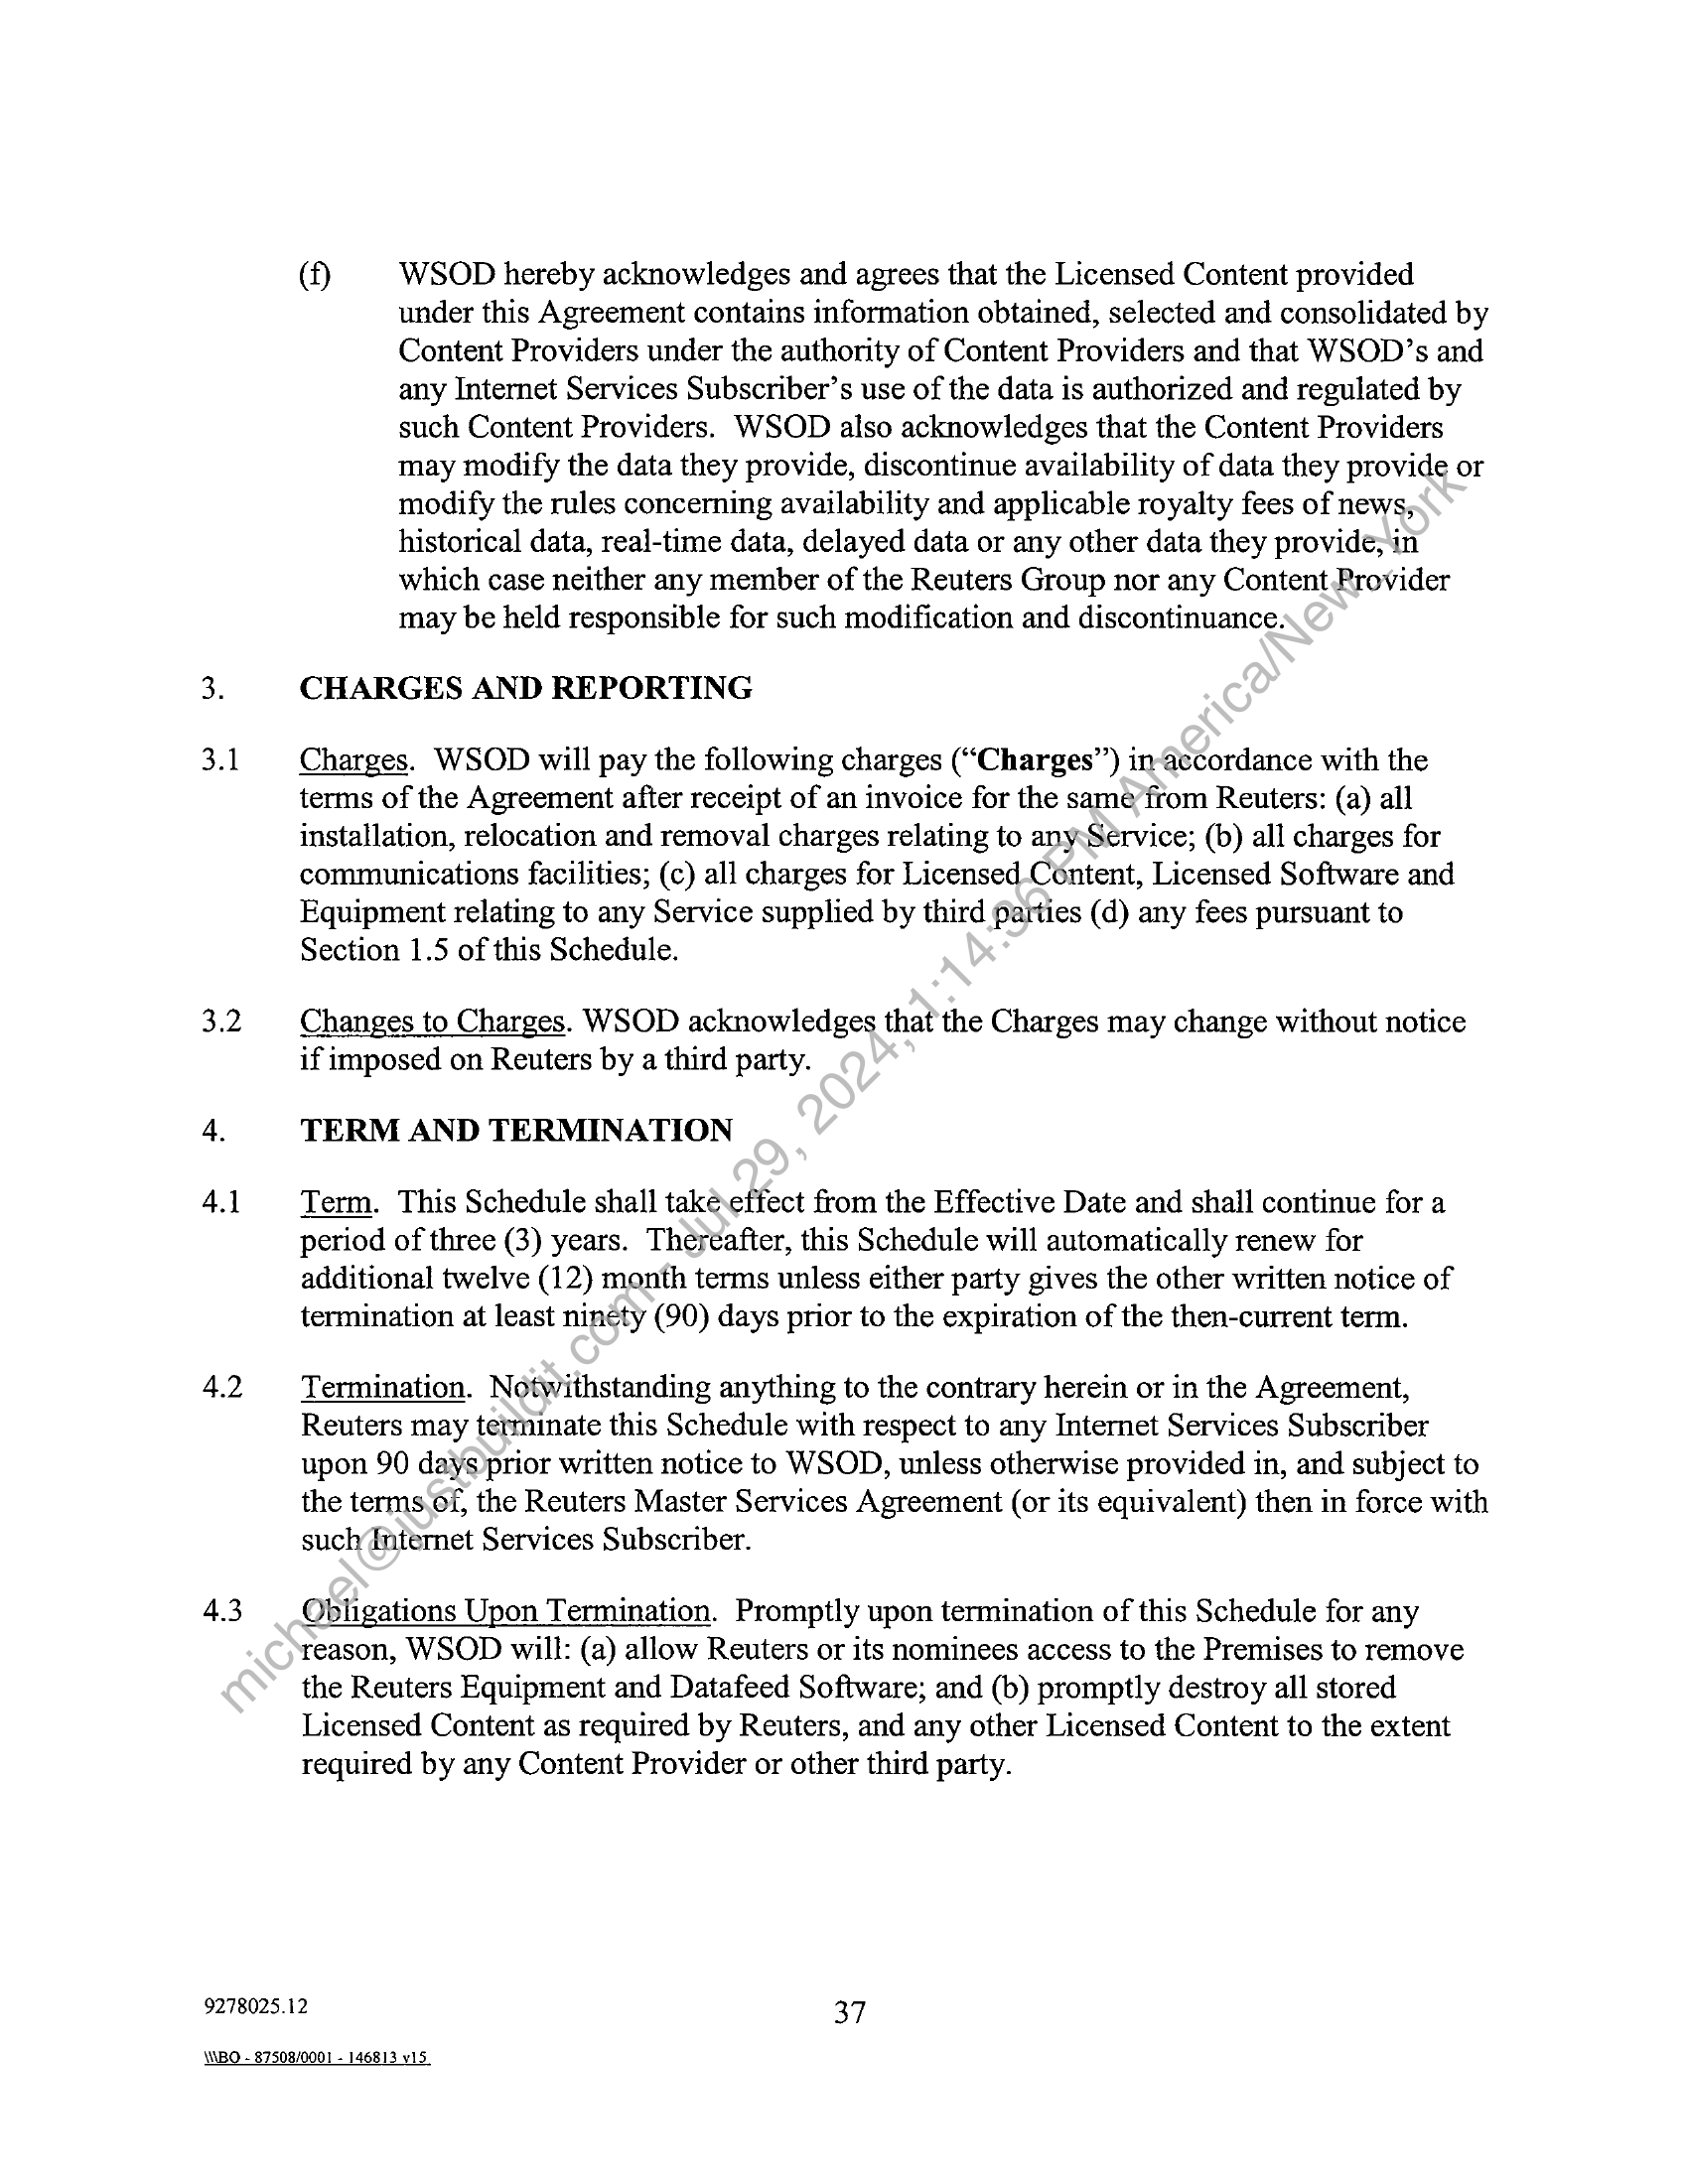 (f) WSOD hereby acknowledges and agrees that the Licensed Content provided
under this Agreement contains information obtained, selected and consolidated by
Content Providers under the authority of Content Providers and that WSOD's and
any Internet Services Subscriber's use of the data is authorized and regulated by
such Content Providers. WSOD also acknowledges that the Content Providers
may modify the data they provide, discontinue availability of data they provide or
modify the rules concerning availability and applicable royalty fees of news,
historical data, real-time data, delayed data or any other data they provide, in
which case neither any member of the Reuters Group nor any Content Provider
may be held responsible for such modification and discontinuance.
3. CHARGES AND REPORTING
3.1 Charges. WSOD will pay the following charges (“Charges”) in accordance with the
terms of the Agreement after receipt of an invoice for the same from Reuters: (a) all
installation, relocation and removal charges relating to any Service; (b) all charges for
communications facilities; (c) all charges for Licensed Content, Licensed Software and
Equipment relating to any Service supplied by third parties (d) any fees pursuant to
Section 1.5 of this Schedule.
3.2 Changes to Charges. WSOD acknowledges that the Charges may change without notice
if imposed on Reuters by a third party.
4. TERM AND TERMINATION
4.1 Term. This Schedule shall take effect from the Effective Date and shall continue for a
period of three (3) years. Thereafter, this Schedule will automatically renew for
additional twelve (12) month terms unless either party gives the other written notice of
termination at least ninety (90) days prior to the expiration of the then-current term.
4.2 Termination. Notwithstanding anything to the contrary herein or in the Agreement,
Reuters may terminate this Schedule with respect to any Internet Services Subscriber
upon 90 days prior written notice to WSOD, unless otherwise provided in, and subject to
the terms of, the Reuters Master Services Agreement (or its equivalent) then in force with
such Internet Services Subscriber.
4.3 Obligations Upon Termination. Promptly upon termination of this Schedule for any
reason, WSOD will: (a) allow Reuters or its nominees access to the Premises to remove
the Reuters Equipment and Datafeed Software; and (b) promptly destroy all stored
Licensed Content as required by Reuters, and any other Licensed Content to the extent
required by any Content Provider or other third party.
michael@justbuildit.com - Jul 29, 2024, 1:14:36 PM America/New_York
9278025.12
37
\\\BO - 87508/0001 - 146813 v15